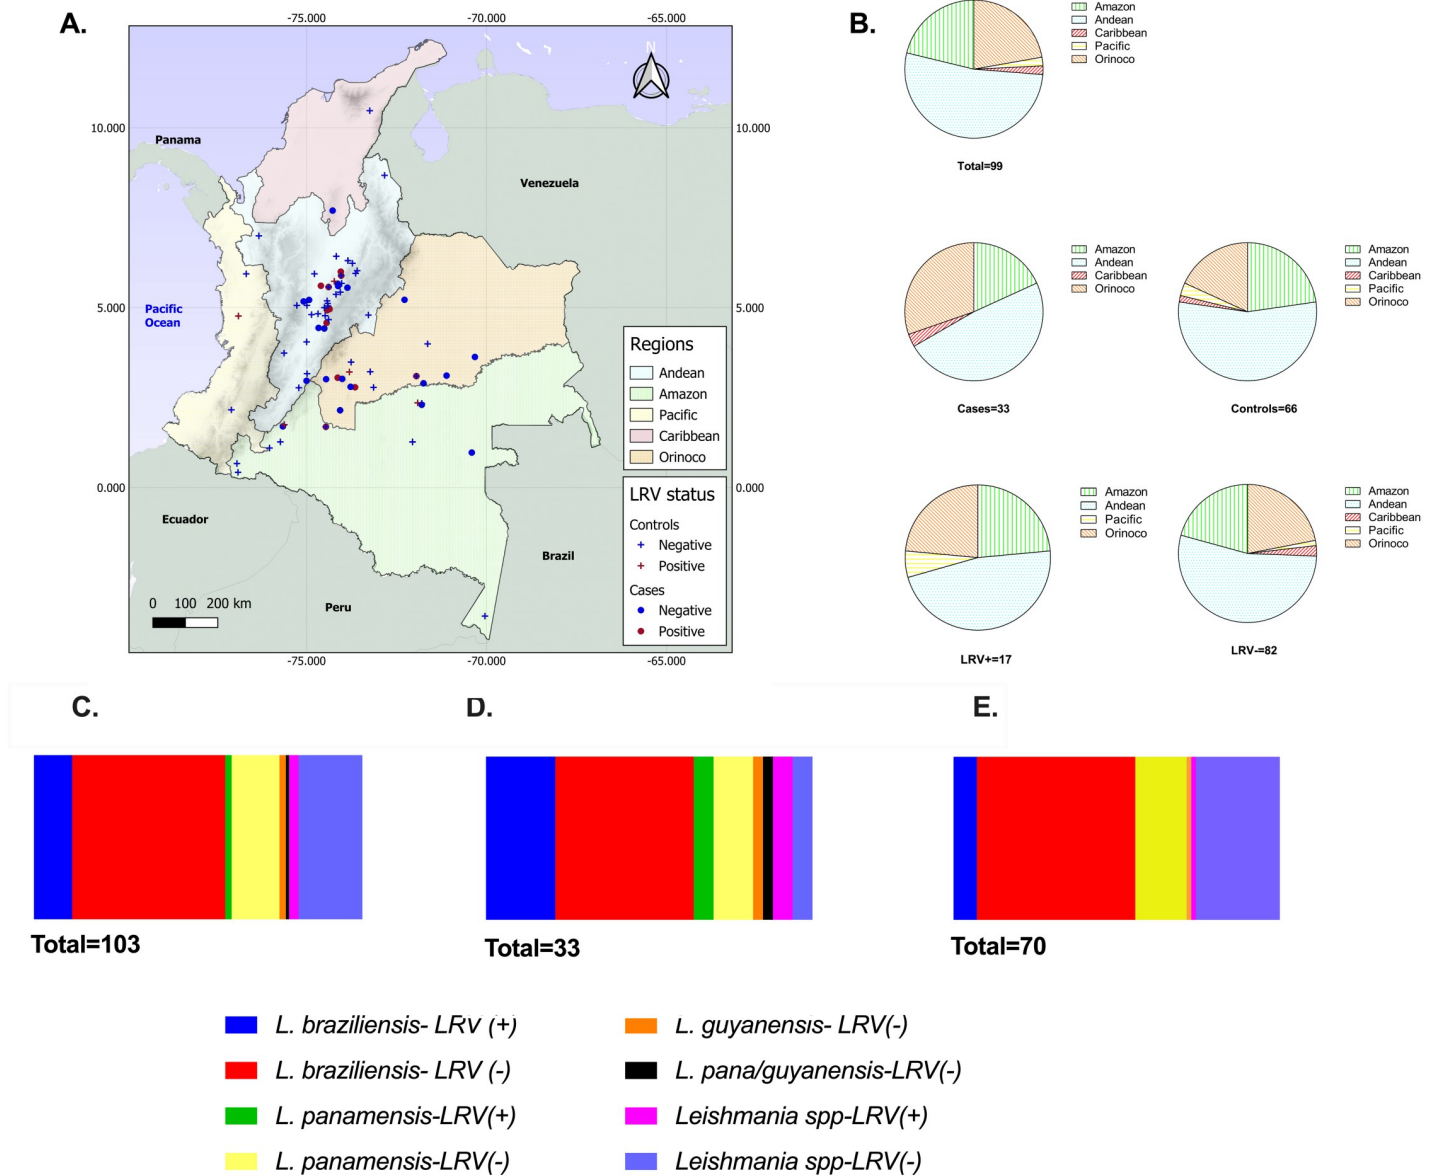 A.
-75.000
-70.000
-65.000
N
10.000
10.000
Panama
Venezuela
Pacific
Ocean
5.000
5.000
Regions
Andean
Amazon
Pacific
Caribbean
Orinoco
LRV status
Controls
Negative
Positive
Cases
Negative
Positive
0.000
0.000
Ecuador
Brazil
Peru
0 100 200 km
-75.000
-70.000
-65.000
B.
Amazon
Andean
Caribbean
Pacific
Orinoco
Total=99
Amazon
Andean
Caribbean
Orinoco
Cases=33
Amazon
Andean
Caribbean
Pacific
Orinoco
Controls=66
Amazon
Andean
Pacific
Orinoco
LRV+=17
Amazon
Andean
Caribbean
Pacific
Orinoco
LRV-=82
C.
Total=103
D.
Total=33
E.
Total=70
L. braziliensis- LRV (+)
L. braziliensis- LRV (-)
L. panamensis-LRV(+)
L. panamensis-LRV(-)
L. guyanensis- LRV(-)
L. pana/guyanensis-LRV(-)
Leishmania spp-LRV(+)
Leishmania spp-LRV(-)